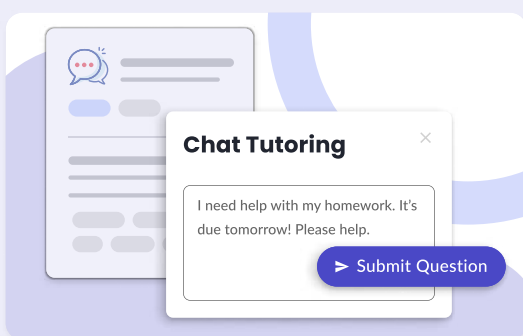 Chat Tutoring
I need help with my homework. It’s
due tomorrow! Please help.
Submit Question